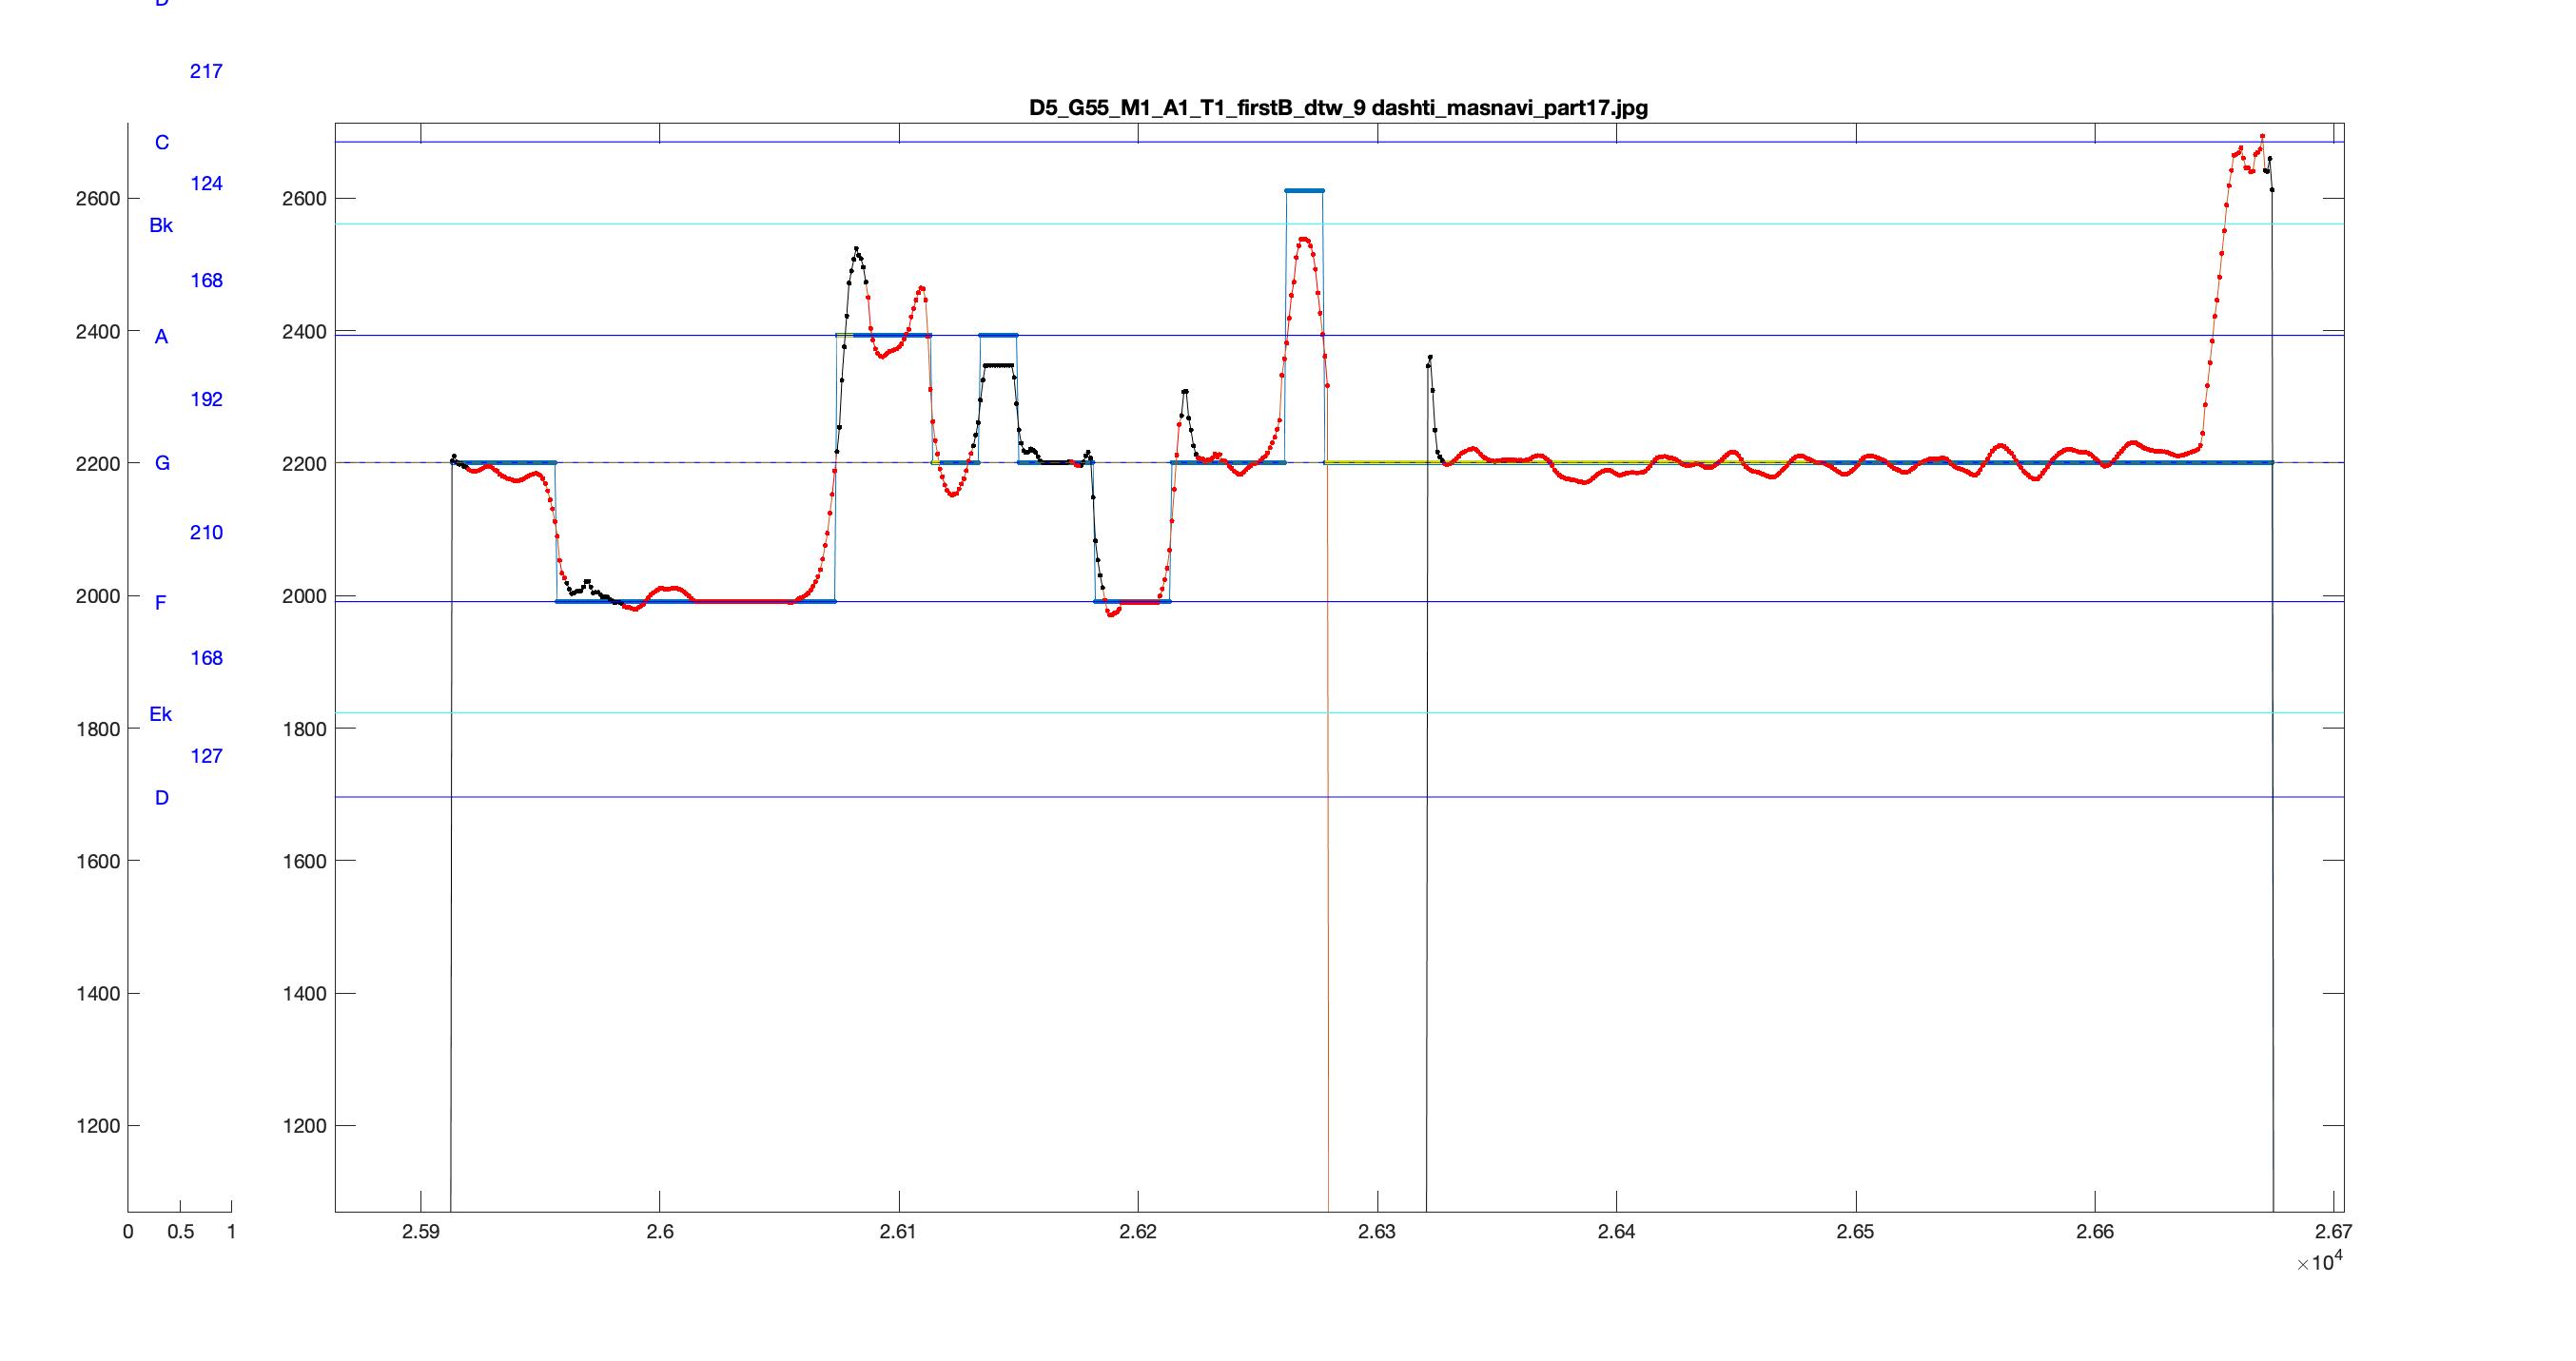 D
217
D5_G55_M1_A1_T1_firstB_dtw_9 dashti_masnavi_part17.jpg
C
124
2600 2600
Bk
168
2400 A 2400
192
2200 G 2200
210
2000 F 2000
168
Ek
1800 1800
127
D
1600 1600
1400 1400
1200 1200
0 0.5 1 2.59 2.6 2.61 2.62 2.63 2.64 2.65 2.66 2.67
×10⁴